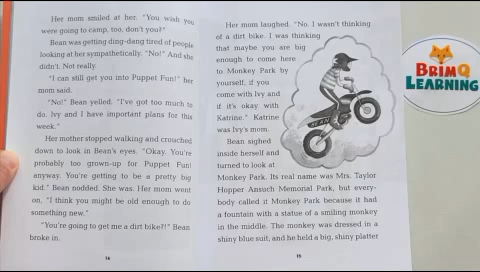 Her mom smiled at her. "You wish you
were going to camp, too, don't you?"
Bean was getting ding-dang tired of people
looking at her sympathetically. "No!" And she
didn't. Not really.
"I can still get you into Puppet Fun!" her
mom said.
"No!" Bean yelled. "I've got too much to
do. Ivy and I have important plans for this
week."
Her mother stopped walking and crouched
down to look in Bean's eyes. "Okay. You're
probably too grown-up for Puppet Fun!
anyway. You're getting to be a pretty big
kid." Bean nodded. She was. Her mom went
on. "I think you might be old enough to do
something new."
"You're going to get me a dirt bike?!" Bean
broke in.
14
Her mom laughed. "No. I wasn't thinking
of a dirt bike. I was thinking
that maybe you are big
enough to come here
to Monkey Park by
yourself, if you
come with Ivy and
if it's okay with
Katrine." Katrine
was Ivy's mom.
Bean sighed
inside herself and
turned to look at
Monkey Park. Its real name was Mrs. Taylor
Hopper Ansuch Memorial Park, but every-
body called it Monkey Park because it had
a fountain with a statue of a smiling monkey
in the middle. The monkey was dressed in a
shiny blue suit, and he held a big, shiny platter
15
BRIMQ
LEARNING